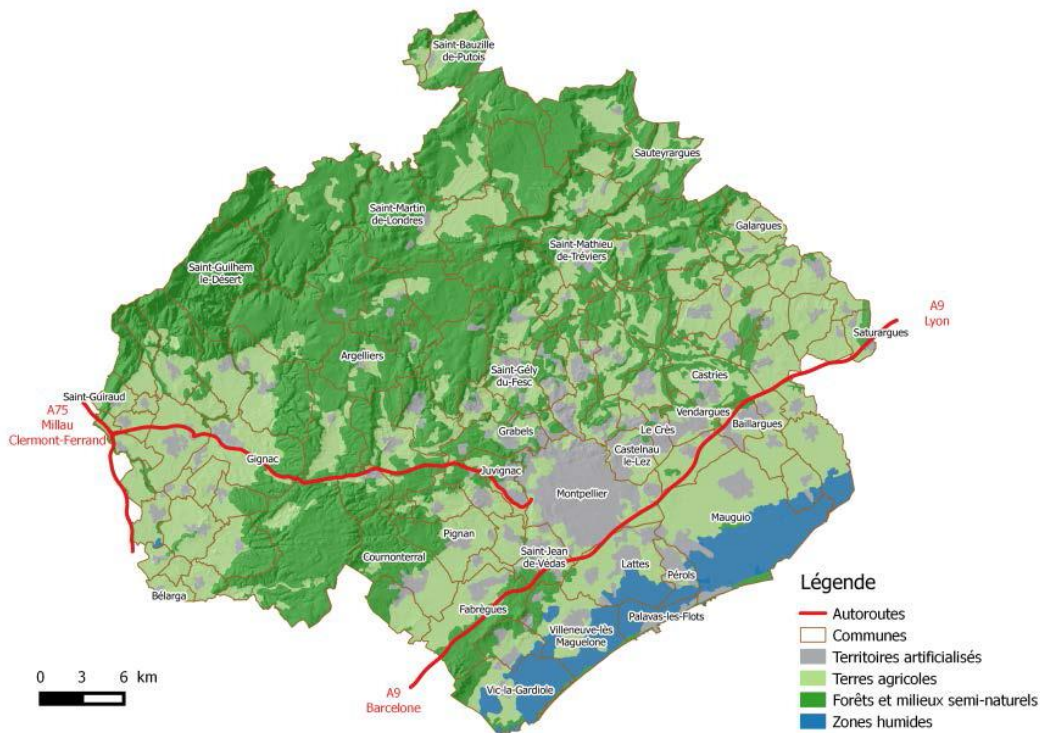 Saint-Bauzille
de-Putois
Sauteyrargues
Saint-Martin
de-Londres
Galargues
Saint-Mathieu
de-Tréviers
Saint-Guilhem
le-Désert
A9
Lyon
Saturargues
Argelliers
Saint-Gély
du-Fesc
Castries
Saint-Guiraud
A75
Millau
Clermont-Ferrand
Vendargues
Le Crès
Baillargues
Grabels
Castelnau
le-Lez
Gignac
Juvignac
Montpellier
Mauguio
Pignan
Cournonterral
Saint-Jean
de-Védas
Lattes
Pérols
Bélarga
Fabrègues
Palavas-les-Flots
Villeneuve-lès
Maguelone
Vic-la-Gardiole
A9
Barcelone
0 3 6 km
Légende
Autoroutes
Communes
Territoires artificialisés
Terres agricoles
Forêts et milieux semi-naturels
Zones humides